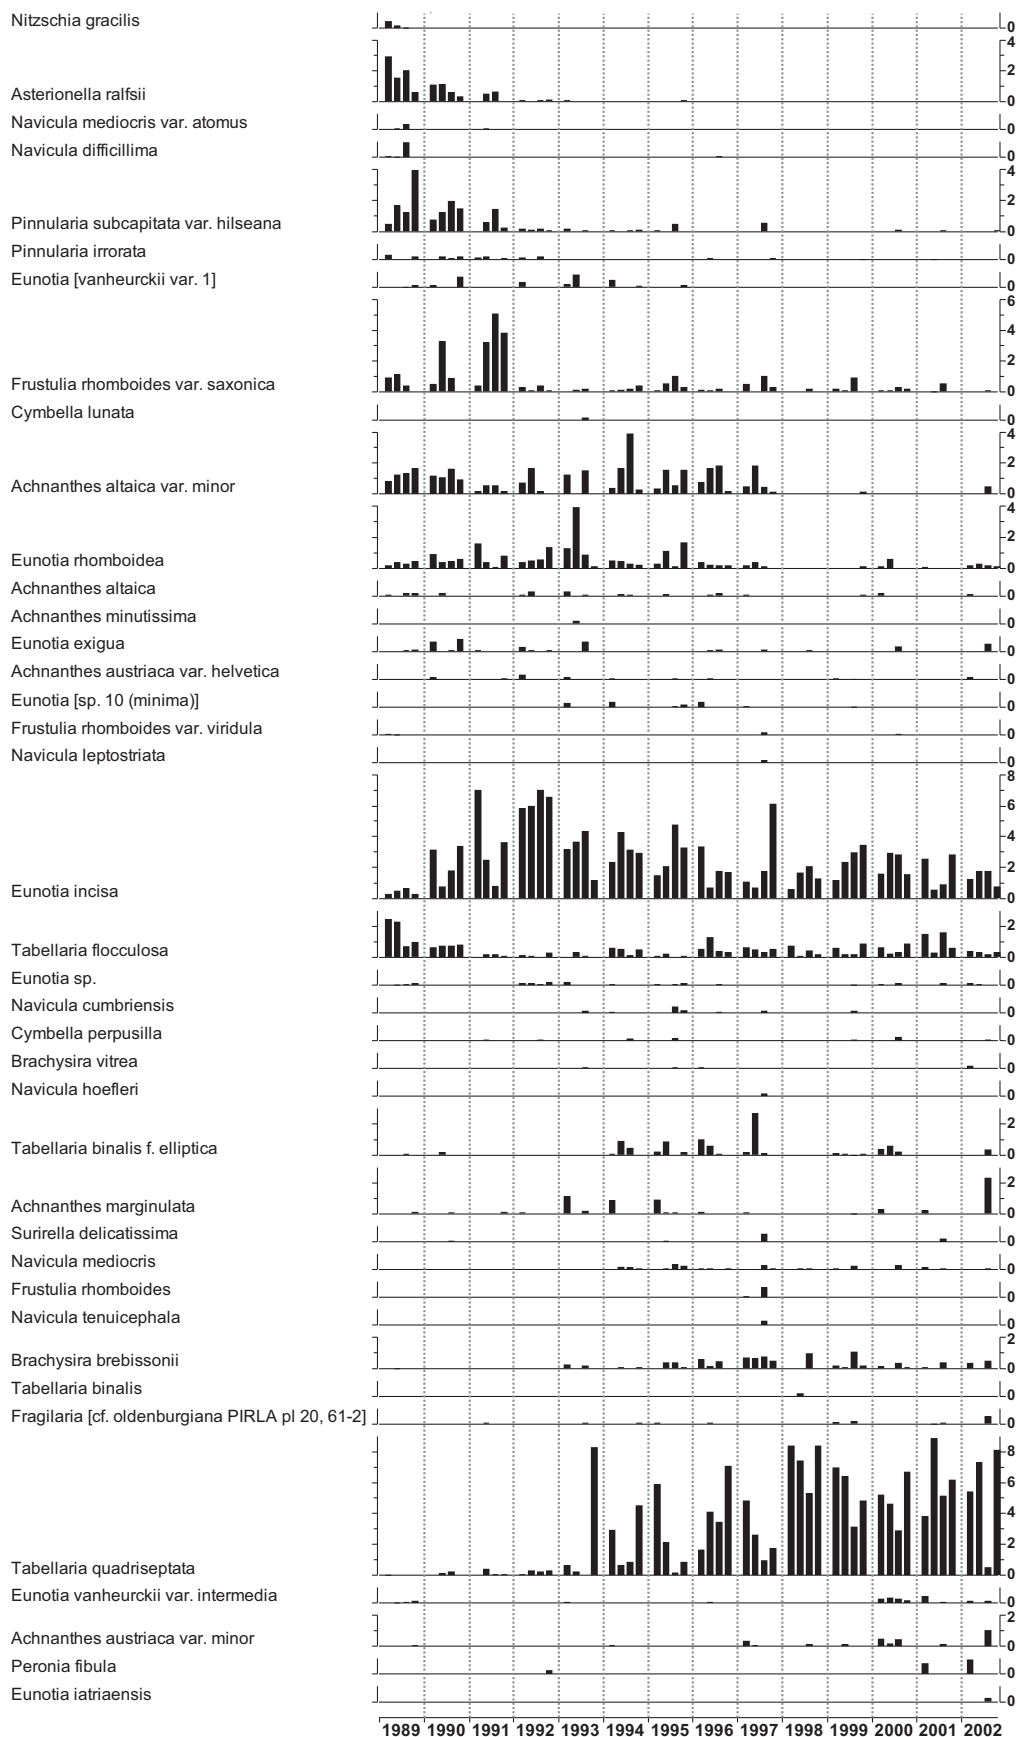 Nitzschia gracilis 0
4
2
Asterionella ralfsii 0
Navicula mediocris var. atomus 0
Navicula difficillima 0
4
2
Pinnularia subcapitata var. hilseana 0
Pinnularia irrorata 0
Eunotia [vanheurckii var. 1] 0
6
4
2
Frustulia rhomboides var. saxonica 0
Cymbella lunata 0
4
2
Achnanthes altaica var. minor 0
4
2
Eunotia rhomboidea 0
Achnanthes altaica 0
Achnanthes minutissima 0
Eunotia exigua 0
Achnanthes austriaca var. helvetica 0
Eunotia [sp. 10 (minima)] 0
Frustulia rhomboides var. viridula 0
Navicula leptostriata 0
8
6
4
2
Eunotia incisa 0
2
Tabellaria flocculosa 0
Eunotia sp. 0
Navicula cumbriensis 0
Cymbella perpusilla 0
Brachysira vitrea 0
Navicula hoefleri 0
2
Tabellaria binalis f. elliptica 0
2
Achnanthes marginulata 0
Surirella delicatissima 0
Navicula mediocris 0
Frustulia rhomboides 0
Navicula tenuicephala 0
2
Brachysira brebissonii 0
Tabellaria binalis 0
Fragilaria [cf. oldenburgiana PIRLA pl 20, 61-2] 0
8
6
4
2
Tabellaria quadriseptata 0
Eunotia vanheurckii var. intermedia 0
2
Achnanthes austriaca var. minor 0
Peronia fibula 0
Eunotia iatriaensis 0
1989 1990 1991 1992 1993 1994 1995 1996 1997 1998 1999 2000 2001 2002